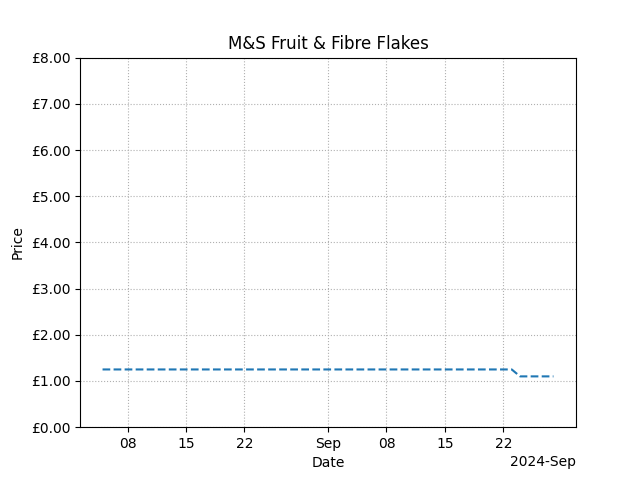 M&S Fruit & Fibre Flakes
£8.00
£7.00
£6.00
£5.00
£4.00
£3.00
£2.00
£1.00
£0.00
Price
08 15 22 Sep 08 15 22
Date
2024-Sep